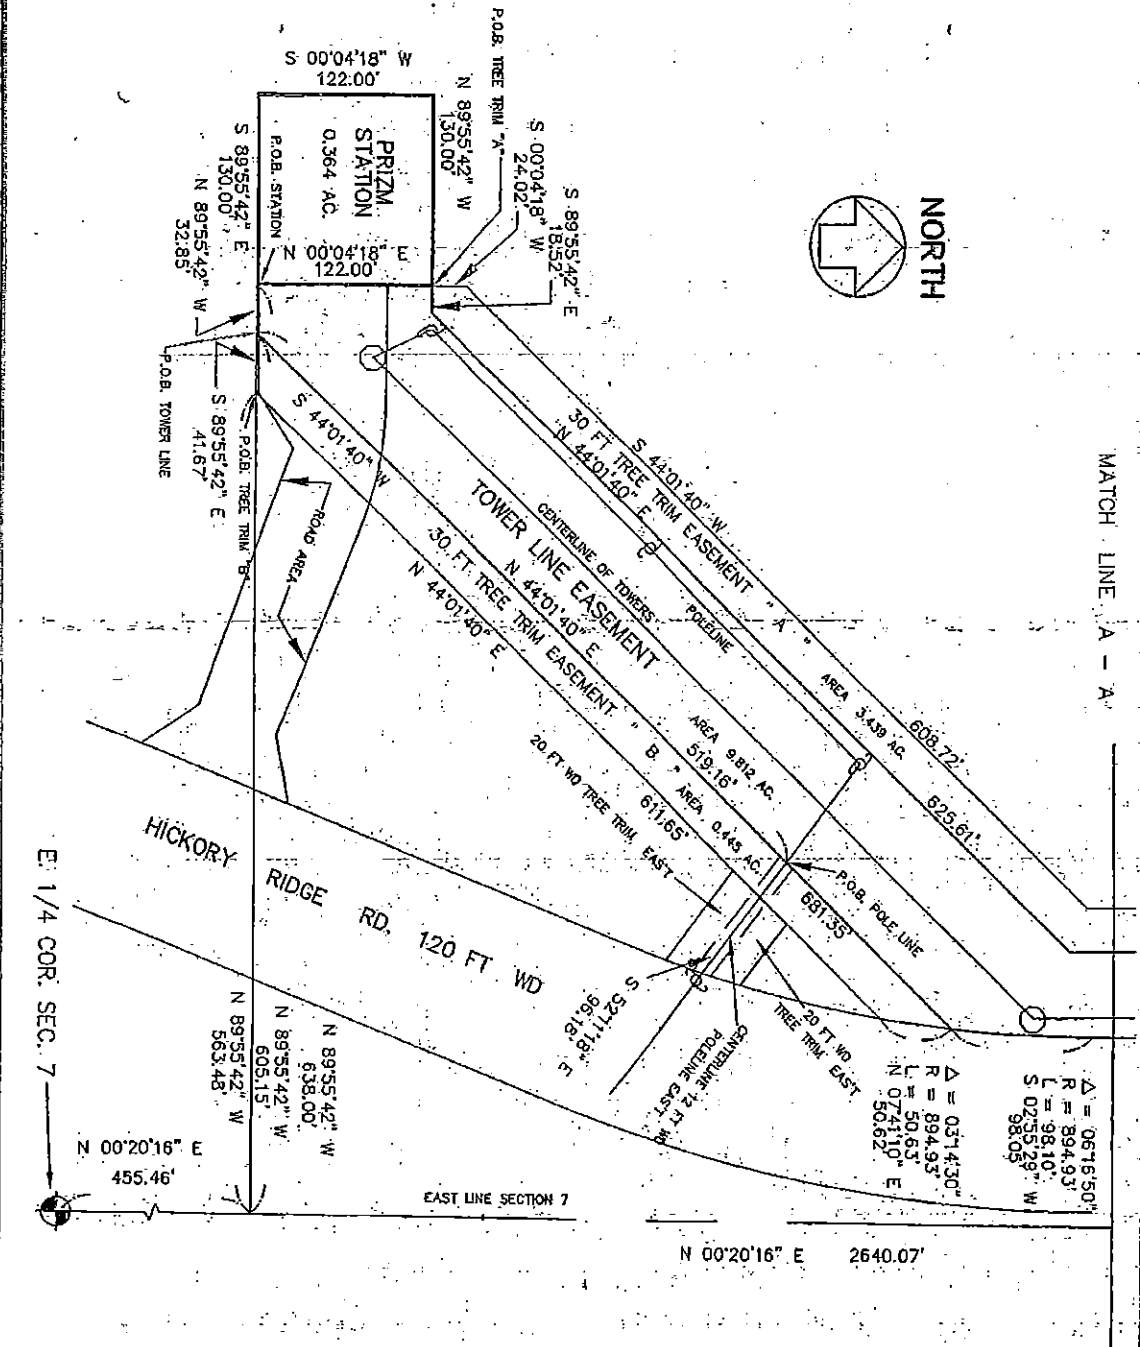 S 00°04'18" W
122.00'
P.O.B. TREE TRIM "A"
N 89°55'42" W
130.00'
S 00°04'18" W
24.02'
S 89°55'42" E
18.52'
NORTH
MATCH LINE A - A
PRIZM
STATION
0.364 AC.
P.O.B. STATION
N 00°04'18" E
122.00'
S 89°55'42" E
130.00'
N 89°55'42" W
32.85'
P.O.B. TOWER LINE
S 89°55'42" E
41.67'
P.O.B. TREE TRIM "B"
ROAD AREA
S 44°01'40" W
S 44°01'40" W
608.72'
30 FT TREE TRIM EASEMENT "A"
AREA 3.439 AC.
N 44°01'40" E
625.61'
POLELINE
CENTERLINE OF TOWERS
TOWER LINE EASEMENT
AREA 9.812 AC.
N 44°01'40" E
519.16'
30 FT TREE TRIM EASEMENT "B"
AREA 0.445 AC.
N 44°01'40" E
611.65'
20 FT WD TREE TRIM EAS'T
P.O.B. POLE LINE
681.35'
20 FT WD
TREE TRIM EAS'T
CENTERLINE 12 FT WD
POLELINE EAS'T
S 52°11'18" E
96.18'
HICKORY RIDGE RD. 120 FT WD
Δ = 06°16'50"
R = 894.93'
L = 98.10'
S 02°55'29" W
98.05'
Δ = 03°14'30"
R = 894.93'
L = 50.63'
N 07°41'10" E
50.62'
N 89°55'42" W
638.00'
N 89°55'42" W
605.15'
N 89°55'42" W
563.48'
E 1/4 COR. SEC. 7
N 00°20'16" E
455.46'
EAST LINE SECTION 7
N 00°20'16" E 2640.07'